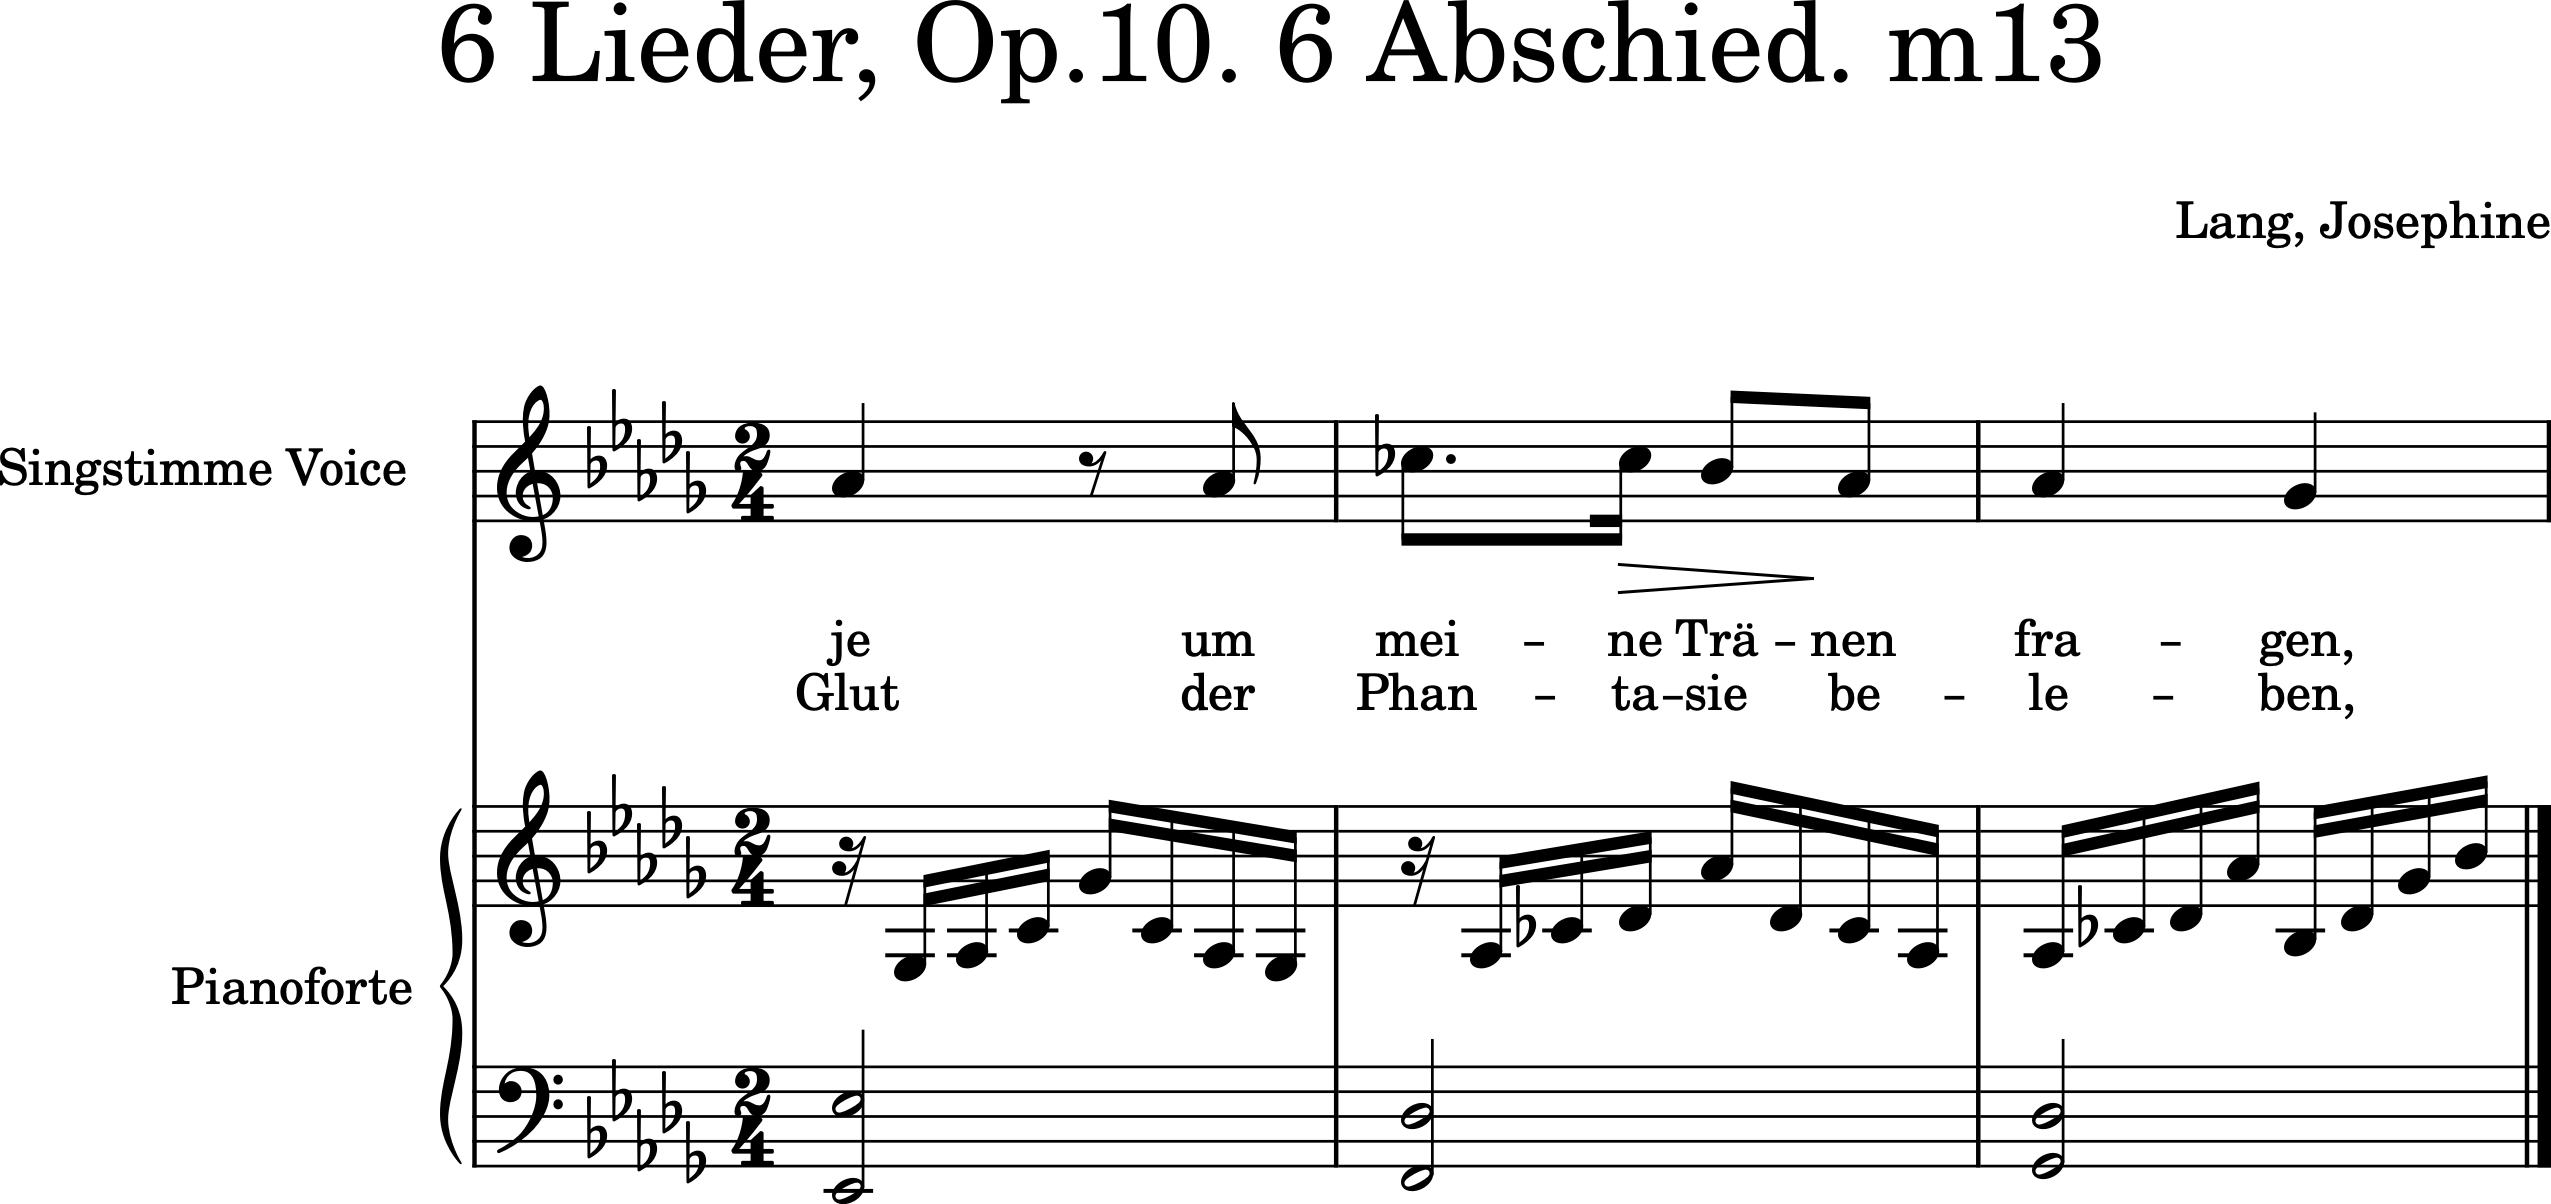 6 Lieder, Op.10. 6 Abschied. m13
Lang, Josephine
Singstimme Voice
je um mei - ne Trä - nen fra - gen,
Glut der Phan - ta-sie be - le - ben,
Pianoforte